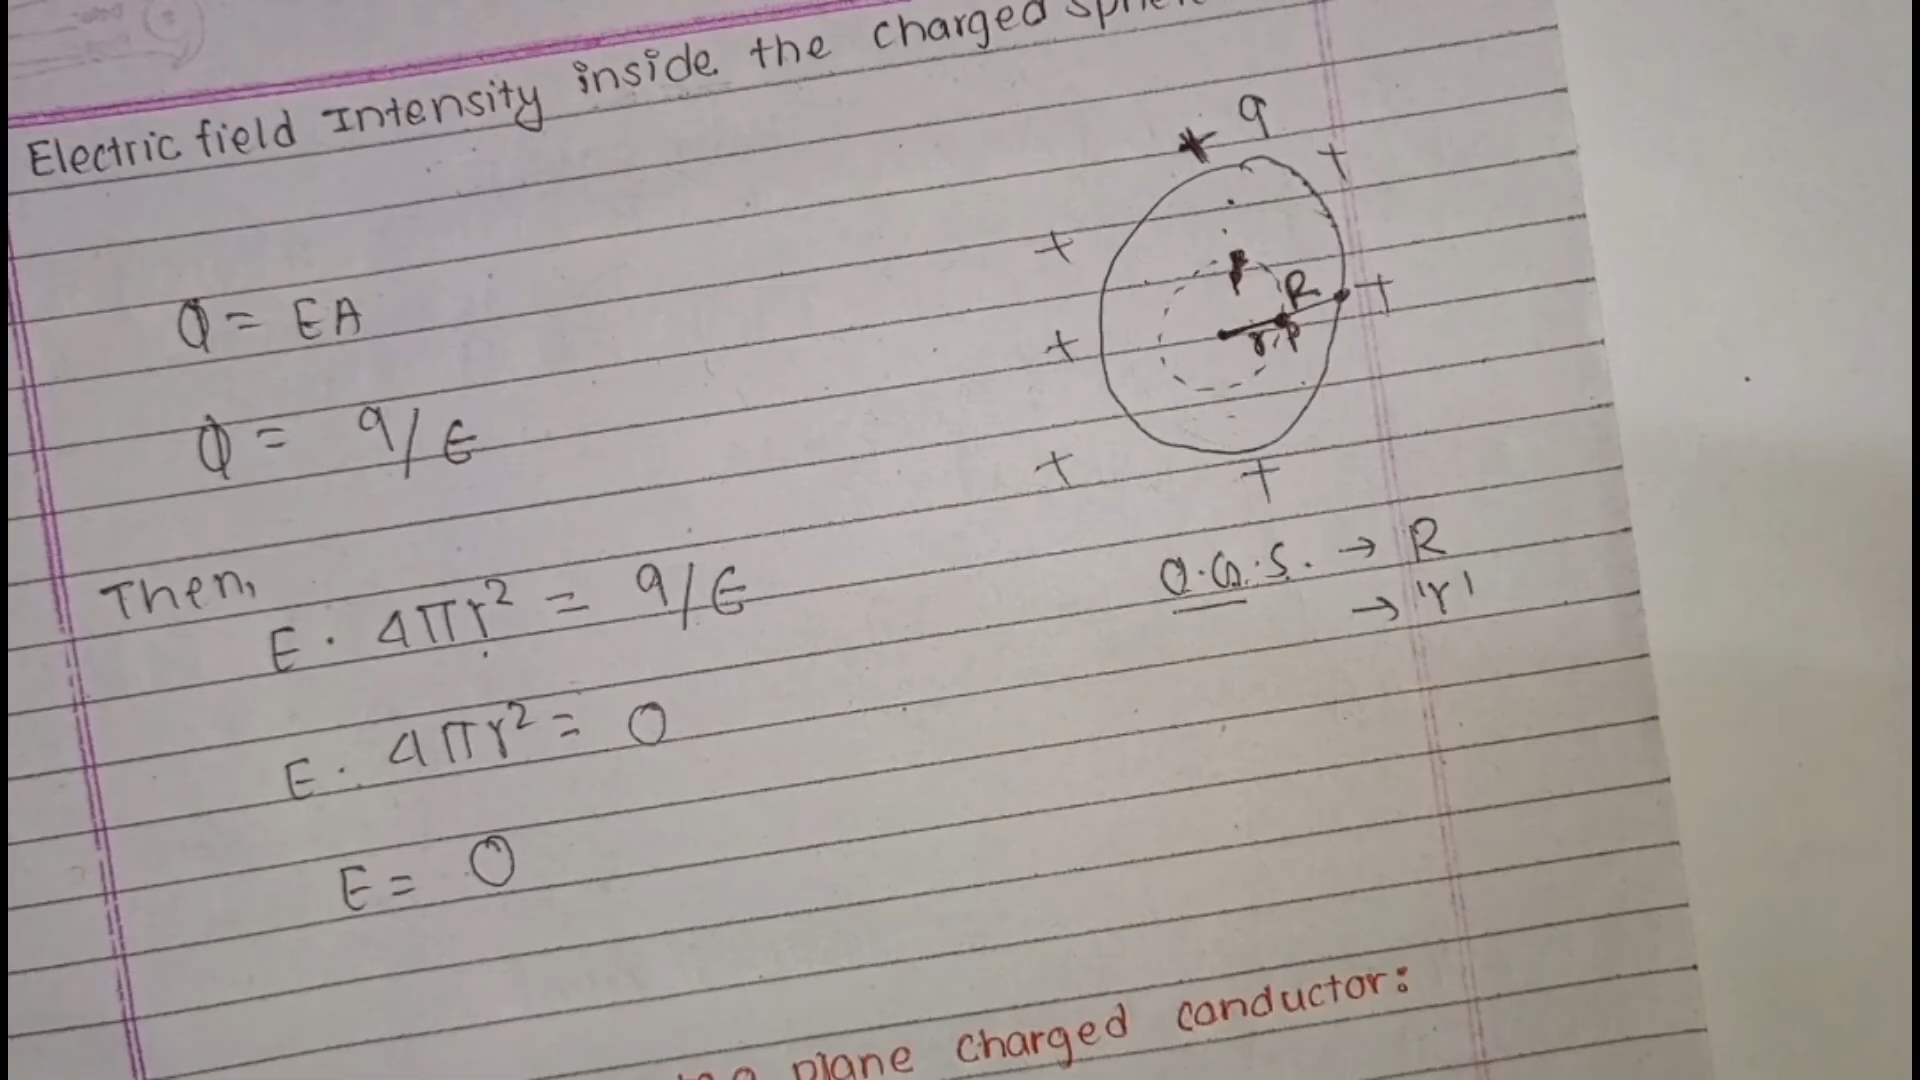 Electric field Intensity inside the charged
q
+
+
+
R
+
r
P
+
+
+
Φ = EA
Φ = q/ε
Then,
E · 4πr² = q/ε
O.G.S. → R
→ 'r'
E · 4πr² = 0
E = 0
plane charged conductor: